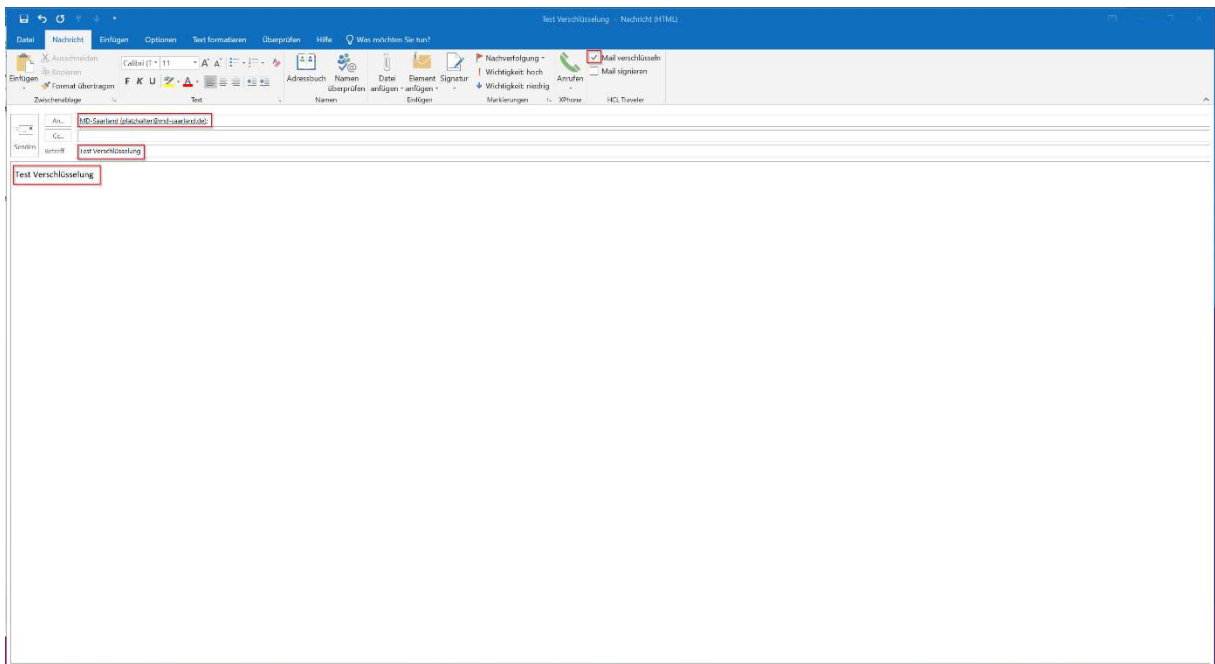 Test Verschlüsselung - Nachricht (HTML)
Datei Nachricht Einfügen Optionen Text formatieren Überprüfen Hilfe Was möchten Sie tun?
Einfügen
Ausschneiden
Kopieren
Format übertragen
Zwischenablage
Calibri (T 11
F K U
Text
Adressbuch
Namen überprüfen
Namen
Datei anfügen
Element anfügen
Signatur
Einfügen
Nachverfolgung
Wichtigkeit: hoch
Wichtigkeit: niedrig
Markierungen
Anrufen
XPhone
Mail verschlüsseln
Mail signieren
HCL Traveler
Senden
An... MD-Saarland (platzhalter@md-saarland.de);
Cc...
Betreff Test Verschlüsselung
Test Verschlüsselung